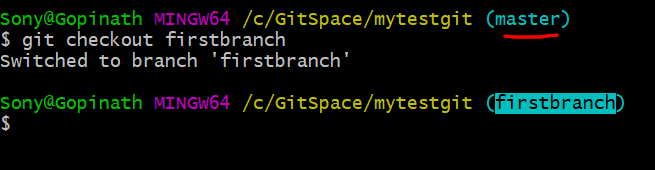 Sony@Gopinath MINGW64 /c/GitSpace/mytestgit (master)
$ git checkout firstbranch
Switched to branch 'firstbranch'
Sony@Gopinath MINGW64 /c/GitSpace/mytestgit (firstbranch)
$